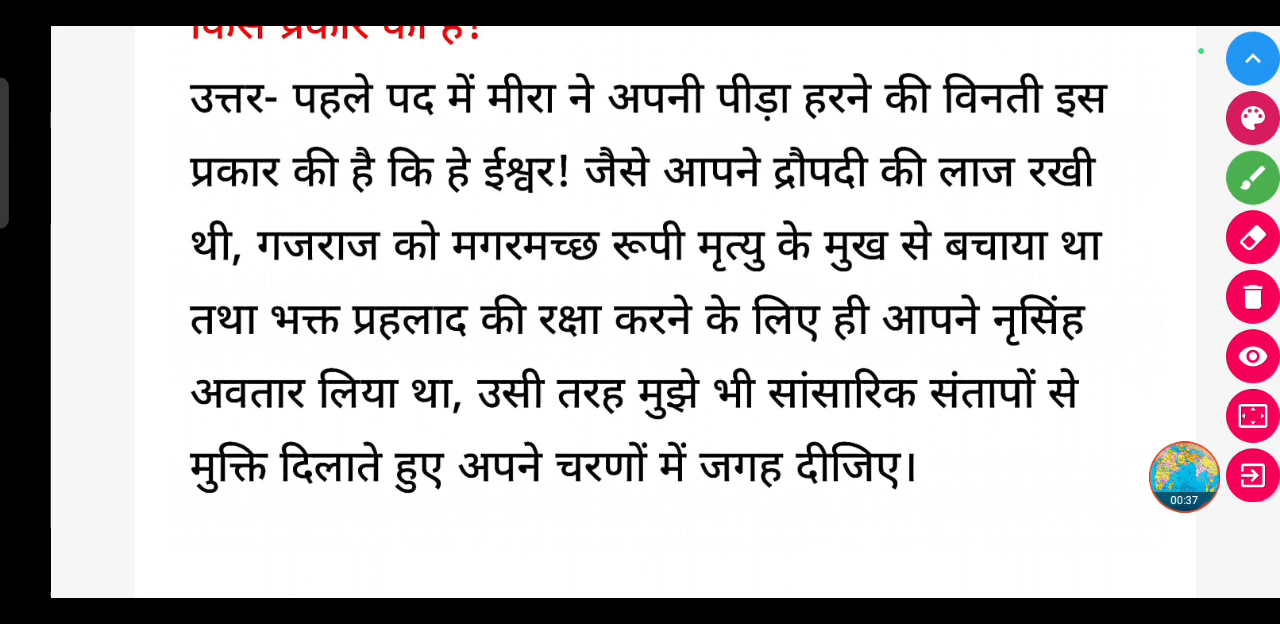 किस प्रकार की है?
उत्तर- पहले पद में मीरा ने अपनी पीड़ा हरने की विनती इस
प्रकार की है कि हे ईश्वर! जैसे आपने द्रौपदी की लाज रखी
थी, गजराज को मगरमच्छ रूपी मृत्यु के मुख से बचाया था
तथा भक्त प्रहलाद की रक्षा करने के लिए ही आपने नृसिंह
अवतार लिया था, उसी तरह मुझे भी सांसारिक संतापों से
मुक्ति दिलाते हुए अपने चरणों में जगह दीजिए।
00:37